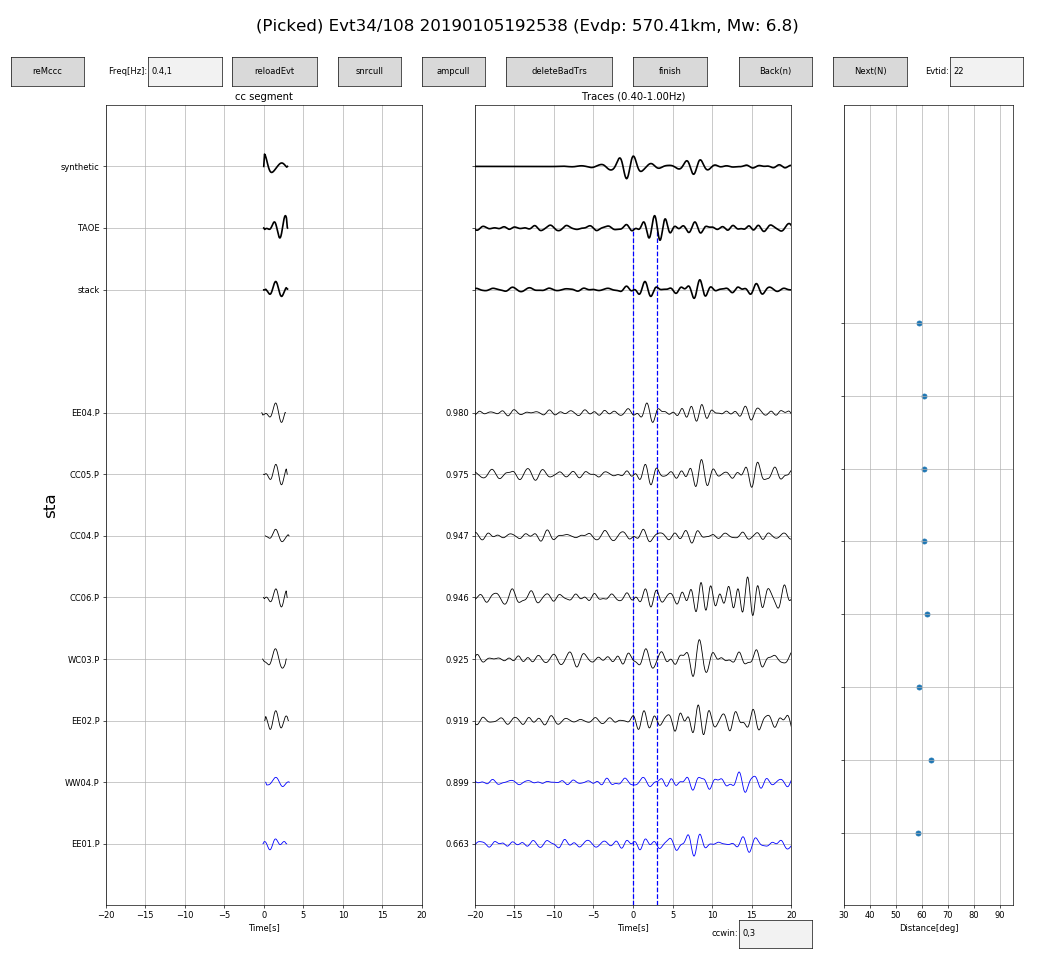 (Picked) Evt34/108 20190105192538 (Evdp: 570.41km, Mw: 6.8)
reMccc Freq[Hz]: 0.4,1 reloadEvt snrcull ampcull deleteBadTrs finish Back(n) Next(N) Evtid: 22
cc segment Traces (0.40-1.00Hz)
synthetic
TAOE
stack
EE04.P 0.980
CC05.P 0.975
sta
CC04.P 0.947
CC06.P 0.946
WC03.P 0.925
EE02.P 0.919
WW04.P 0.899
EE01.P 0.663
−20 −15 −10 −5 0 5 10 15 20 −20 −15 −10 −5 0 5 10 15 20 30 40 50 60 70 80 90
Time[s] Time[s] Distance[deg]
ccwin: 0,3